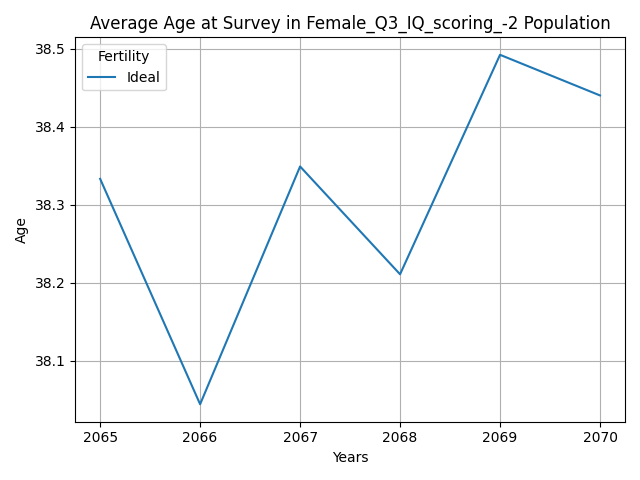 Average Age at Survey in Female_Q3_IQ_scoring_-2 Population
Fertility
Ideal
38.5
38.4
38.3
38.2
38.1
Age
2065 2066 2067 2068 2069 2070
Years